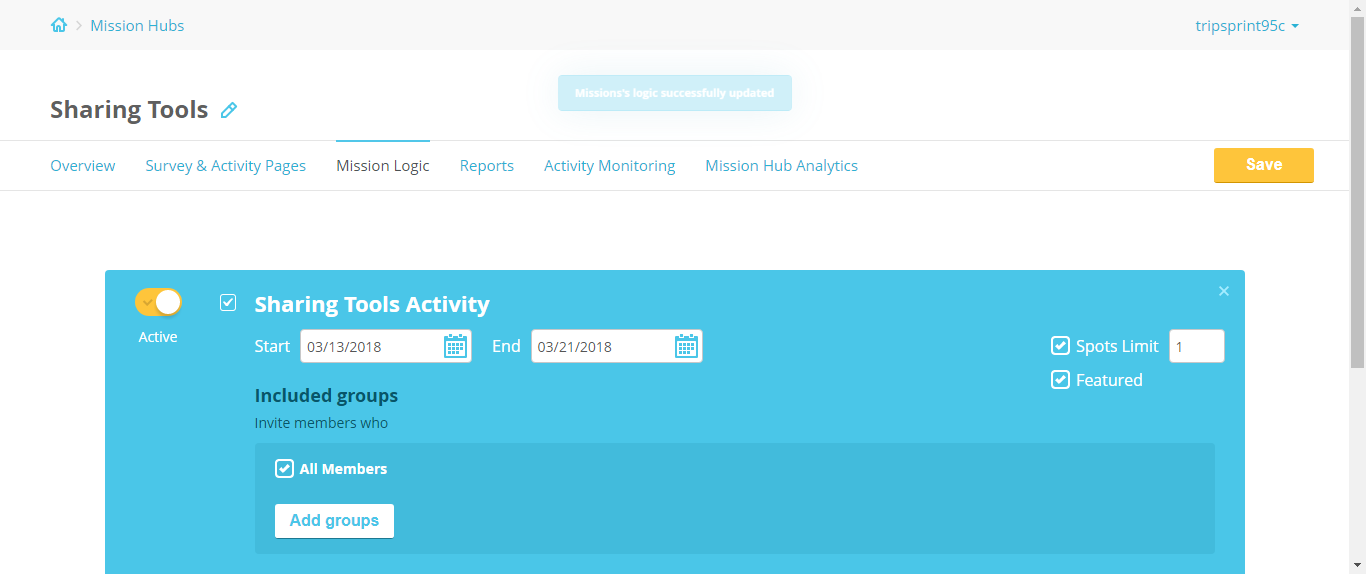 Mission Hubs
tripsprint95c
Missions's logic successfully updated
Sharing Tools
Overview
Survey & Activity Pages
Mission Logic
Reports
Activity Monitoring
Mission Hub Analytics
Save
Sharing Tools Activity
Active
Start
03/13/2018
End
03/21/2018
Spots Limit
1
Featured
Included groups
Invite members who
All Members
Add groups